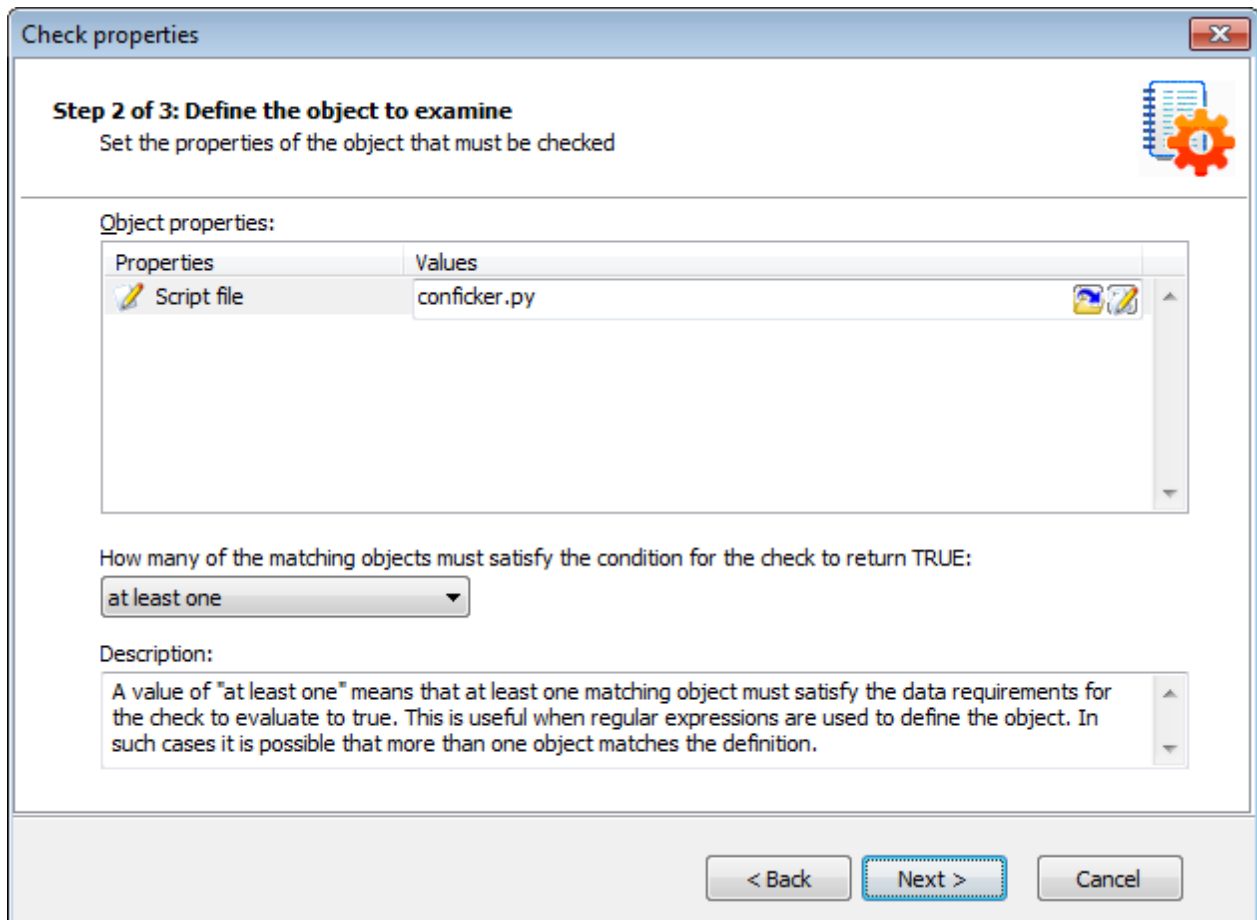 Check properties
Step 2 of 3: Define the object to examine
Set the properties of the object that must be checked
Object properties:
Properties Values
Script file conficker.py
How many of the matching objects must satisfy the condition for the check to return TRUE:
at least one
Description:
A value of "at least one" means that at least one matching object must satisfy the data requirements for
the check to evaluate to true. This is useful when regular expressions are used to define the object. In
such cases it is possible that more than one object matches the definition.
< Back Next > Cancel